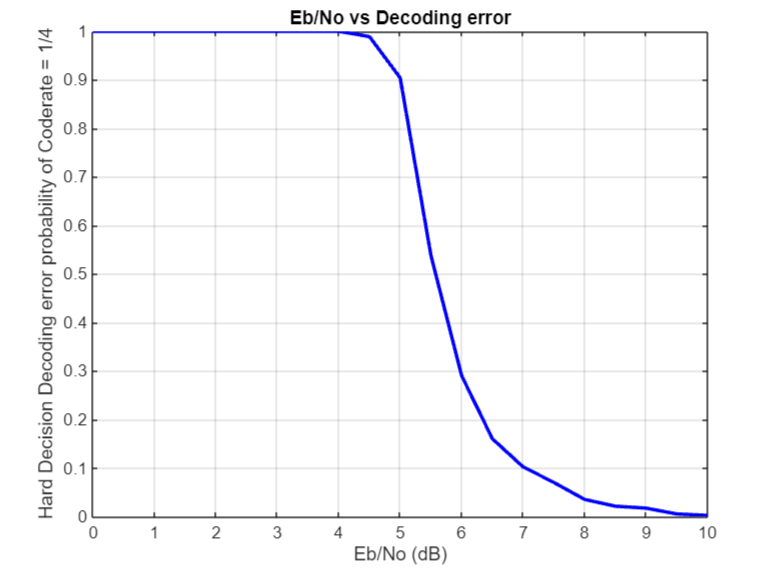 Eb/No vs Decoding error
Hard Decision Decoding error probability of Coderate = 1/4
1
0.9
0.8
0.7
0.6
0.5
0.4
0.3
0.2
0.1
0
0 1 2 3 4 5 6 7 8 9 10
Eb/No (dB)